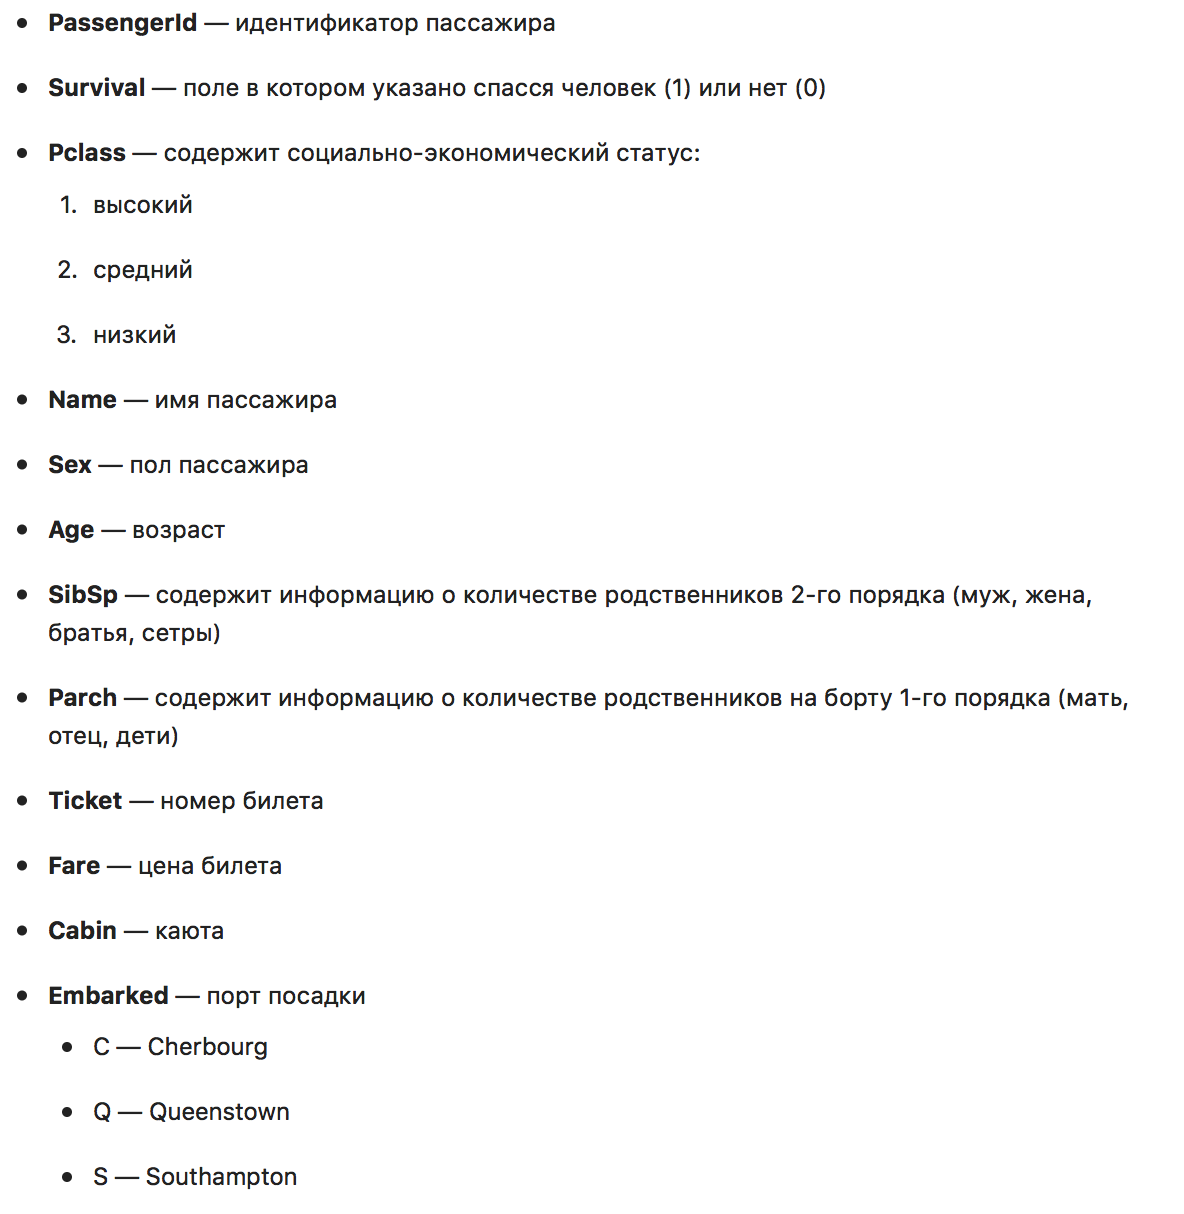 • PassengerId — идентификатор пассажира
• Survival — поле в котором указано спасся человек (1) или нет (0)
• Pclass — содержит социально-экономический статус:
1. высокий
2. средний
3. низкий
• Name — имя пассажира
• Sex — пол пассажира
• Age — возраст
• SibSp — содержит информацию о количестве родственников 2-го порядка (муж, жена,
братья, сетры)
• Parch — содержит информацию о количестве родственников на борту 1-го порядка (мать,
отец, дети)
• Ticket — номер билета
• Fare — цена билета
• Cabin — каюта
• Embarked — порт посадки
• C — Cherbourg
• Q — Queenstown
• S — Southampton